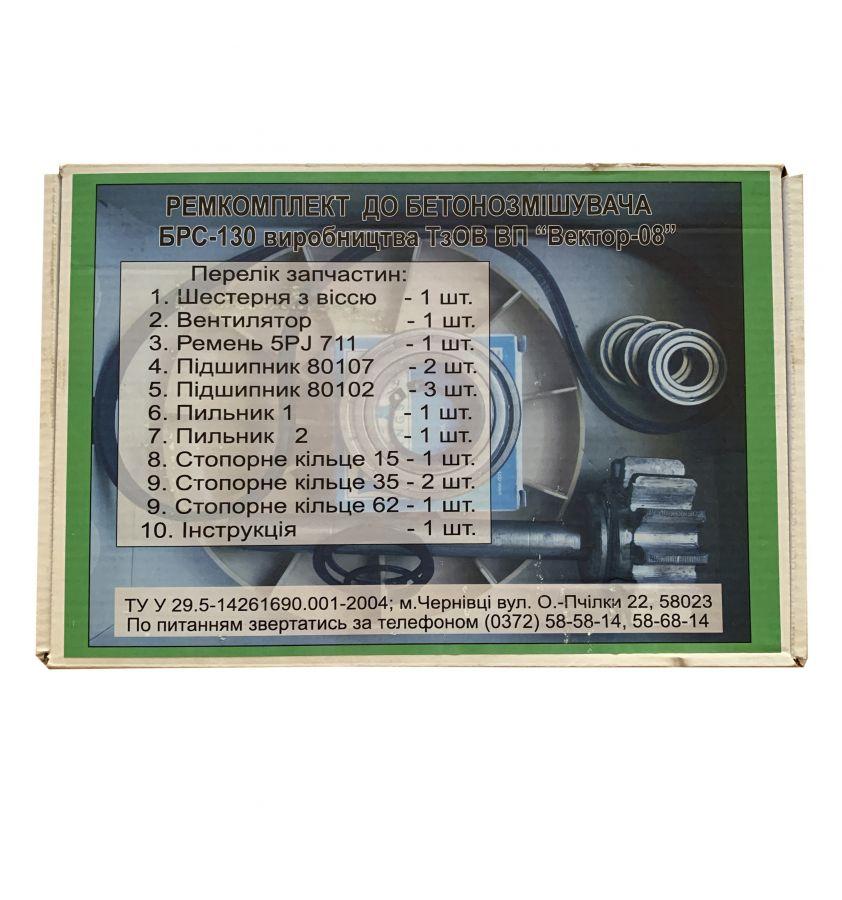 РЕМКОМПЛЕКТ ДО БЕТОНОЗМІШУВАЧА
БРС-130 виробництва ТзОВ ВП “Вектор-08”
Перелік запчастин:
1. Шестерня з віссю - 1 шт.
2. Вентилятор - 1 шт.
3. Ремень 5PJ 711 - 1 шт.
4. Підшипник 80107 - 2 шт.
5. Підшипник 80102 - 3 шт.
6. Пильник 1 - 1 шт.
7. Пильник 2 - 1 шт.
8. Стопорне кільце 15 - 1 шт.
9. Стопорне кільце 35 - 2 шт.
9. Стопорне кільце 62 - 1 шт.
10. Інструкція - 1 шт.
ТУ У 29.5-14261690.001-2004; м.Чернівці вул. О.-Пчілки 22, 58023
По питанням звертатись за телефоном (0372) 58-58-14, 58-68-14